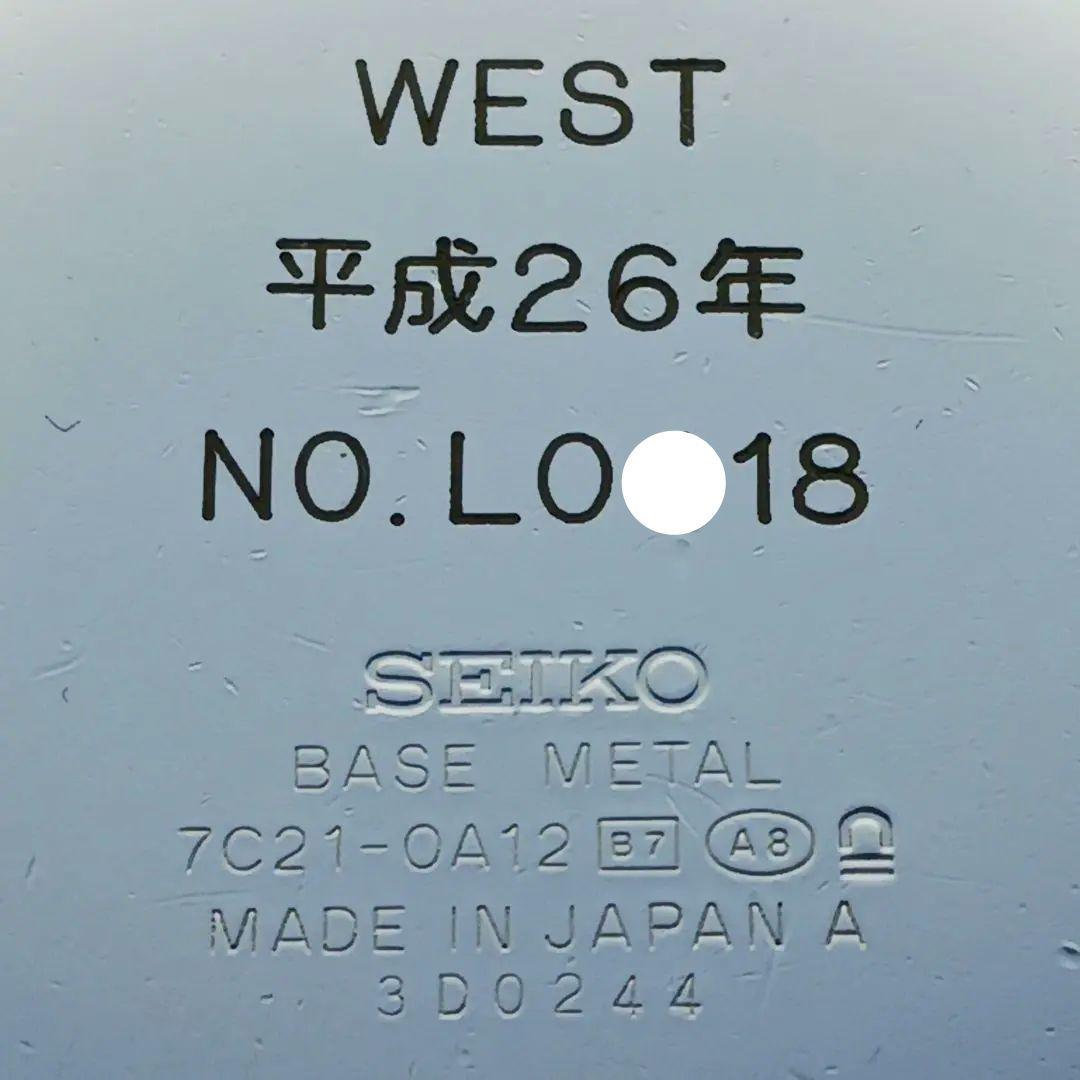 WEST
平成26年
NO.L0 18
SEIKO
BASE METAL
7C21-0A12 B7 A8
MADE IN JAPAN A
3D0244